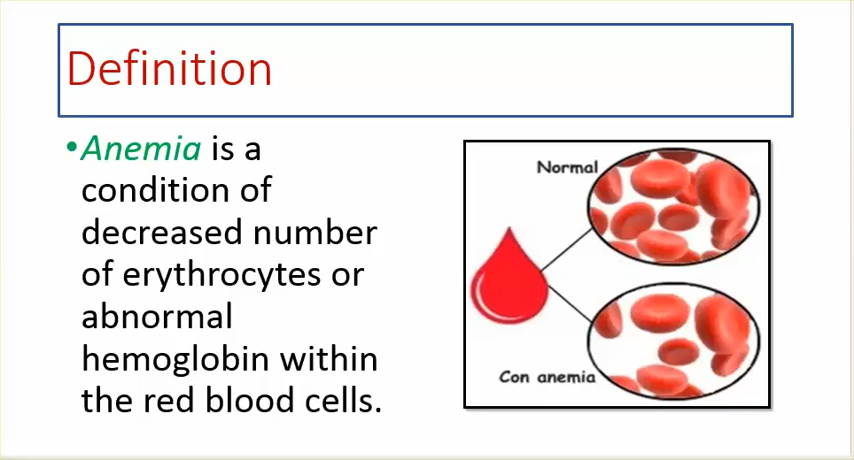 Definition
•Anemia is a
condition of
decreased number
of erythrocytes or
abnormal
hemoglobin within
the red blood cells.
Normal
Con anemia